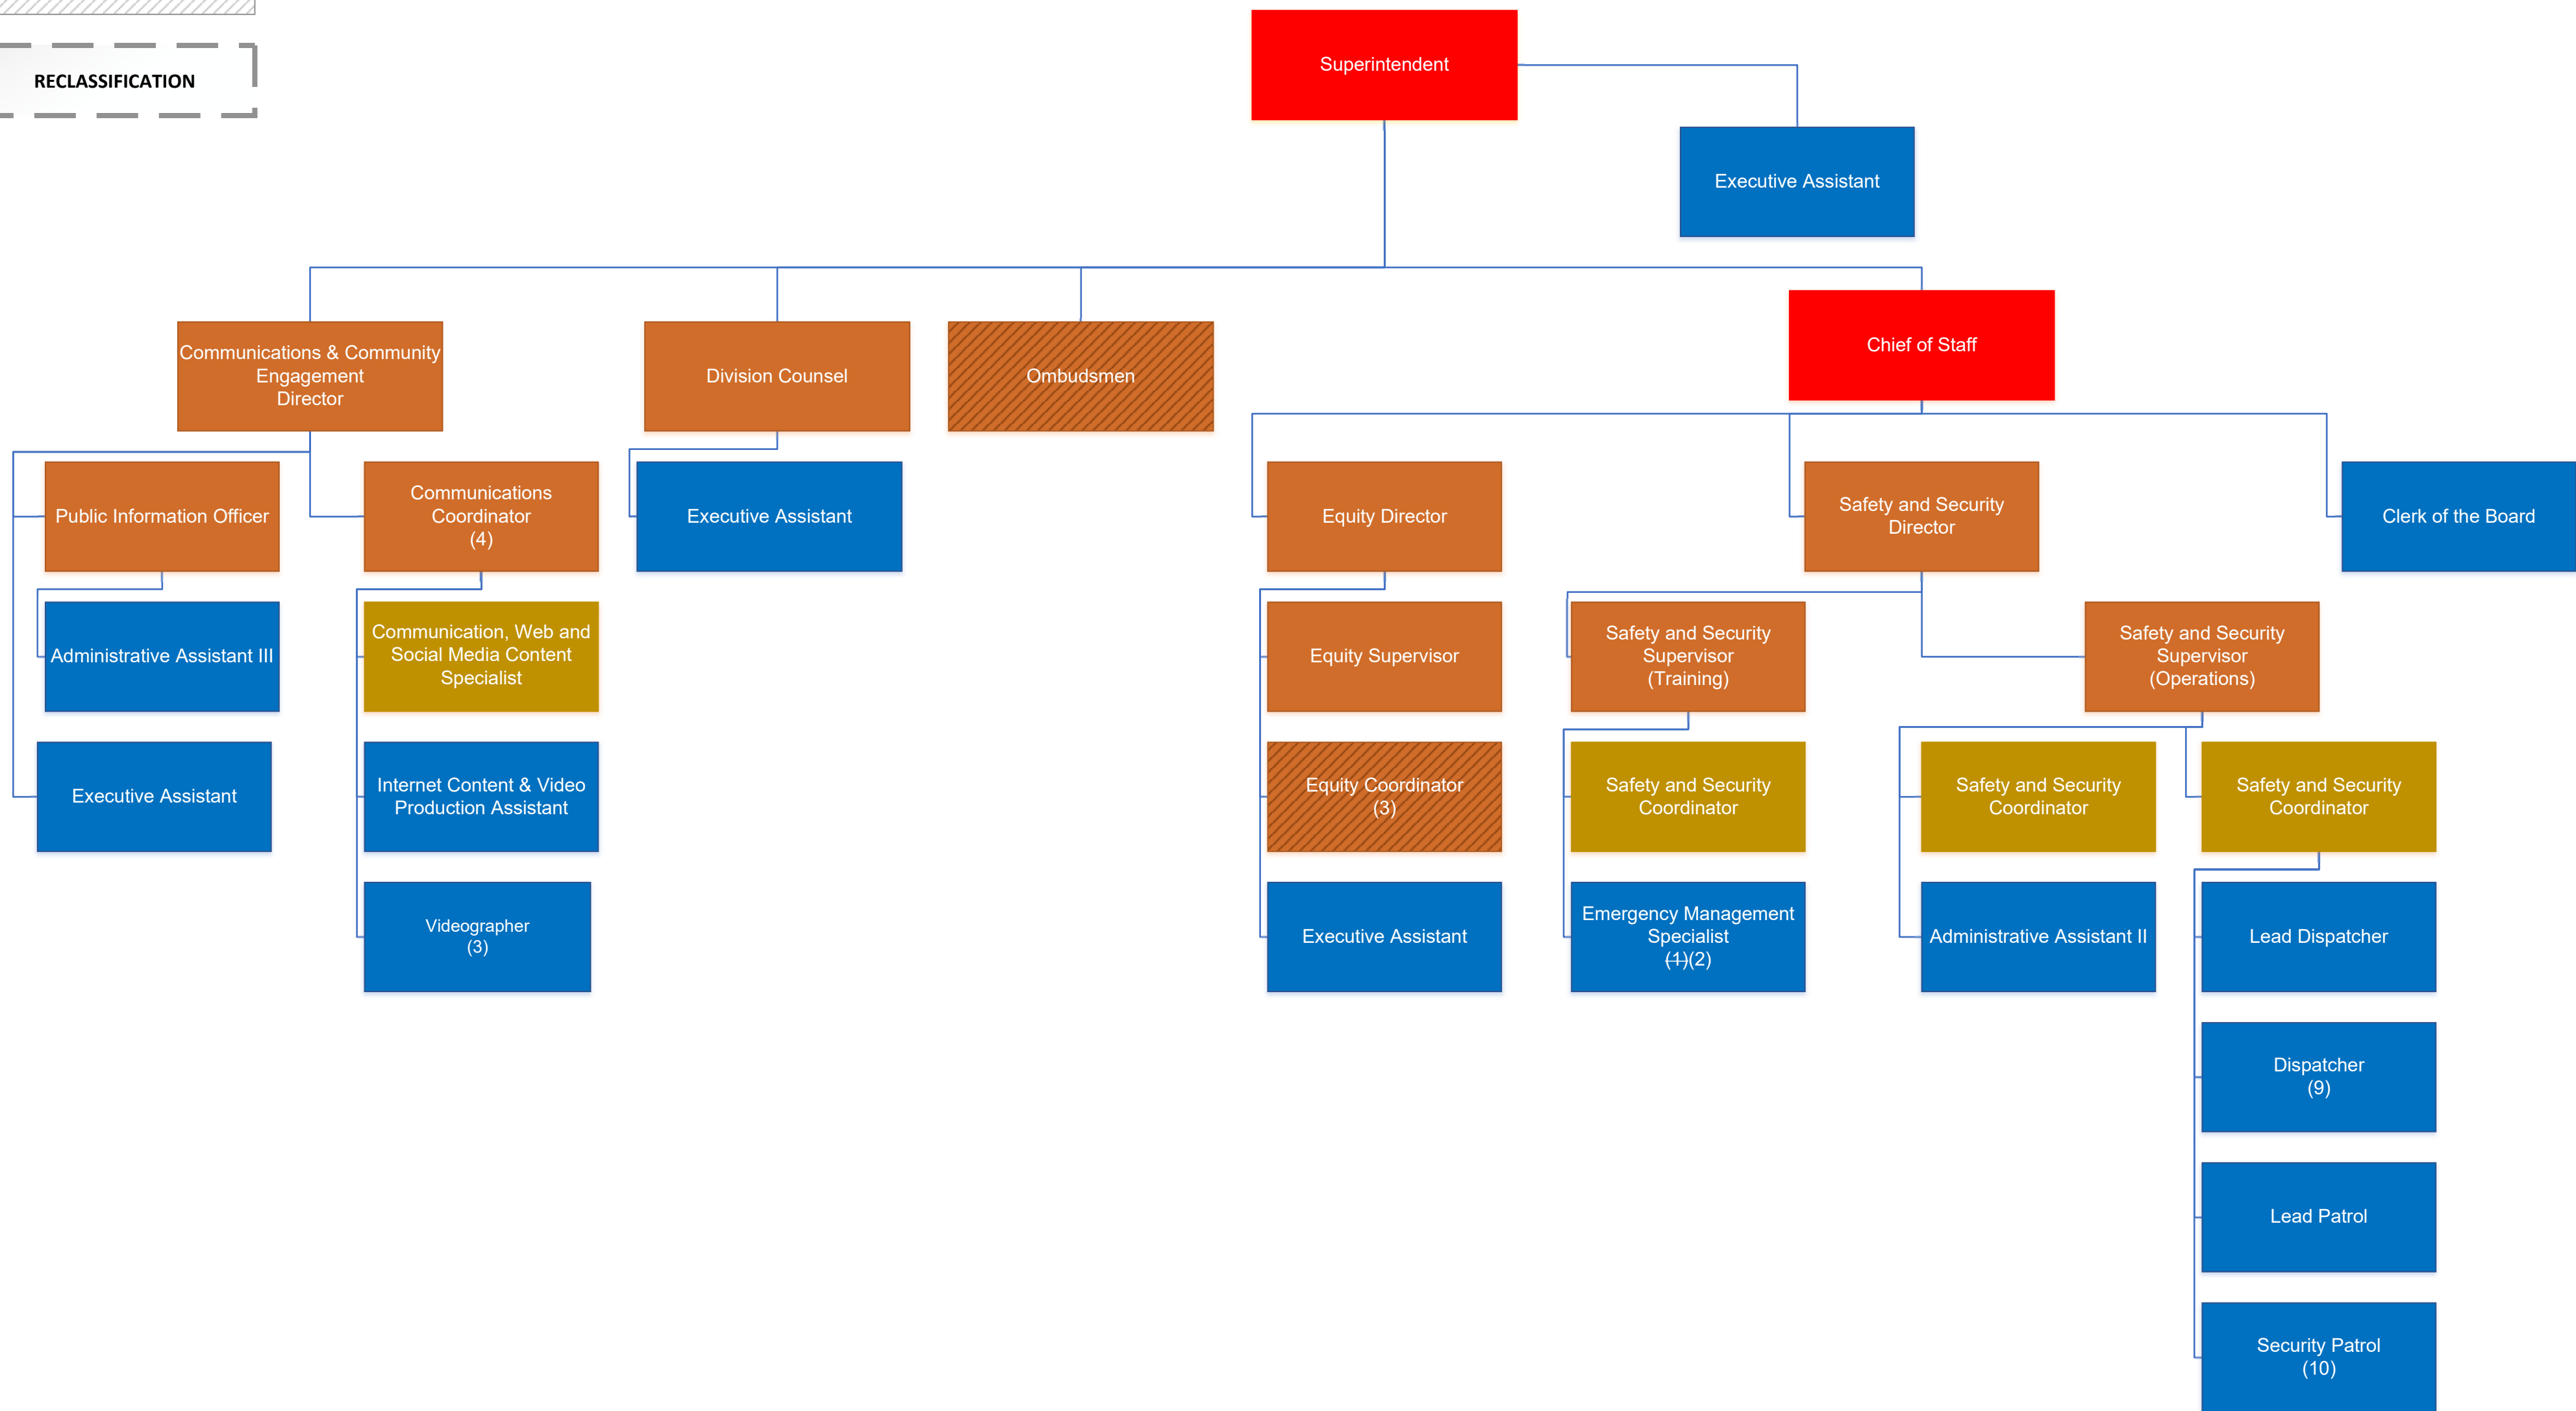 RECLASSIFICATION
Superintendent
Executive Assistant
Chief of Staff
Communications & Community
Engagement
Director
Division Counsel
Ombudsmen
Public Information Officer
Communications
Coordinator
(4)
Executive Assistant
Equity Director
Safety and Security
Director
Clerk of the Board
Administrative Assistant III
Communication, Web and
Social Media Content
Specialist
Equity Supervisor
Safety and Security
Supervisor
(Training)
Safety and Security
Supervisor
(Operations)
Executive Assistant
Internet Content & Video
Production Assistant
Equity Coordinator
(3)
Safety and Security
Coordinator
Safety and Security
Coordinator
Safety and Security
Coordinator
Videographer
(3)
Executive Assistant
Emergency Management
Specialist
(1)(2)
Administrative Assistant II
Lead Dispatcher
Dispatcher
(9)
Lead Patrol
Security Patrol
(10)